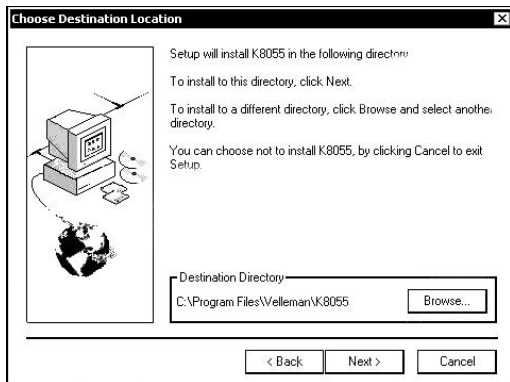 Choose Destination Location
Setup will install K8055 in the following directory
To install to this directory, click Next.
To install to a different directory, click Browse and select another
directory.
You can choose not to install K8055, by clicking Cancel to exit
Setup.
Destination Directory
C:\Program Files\Velleman\K8055
Browse...
< Back
Next >
Cancel